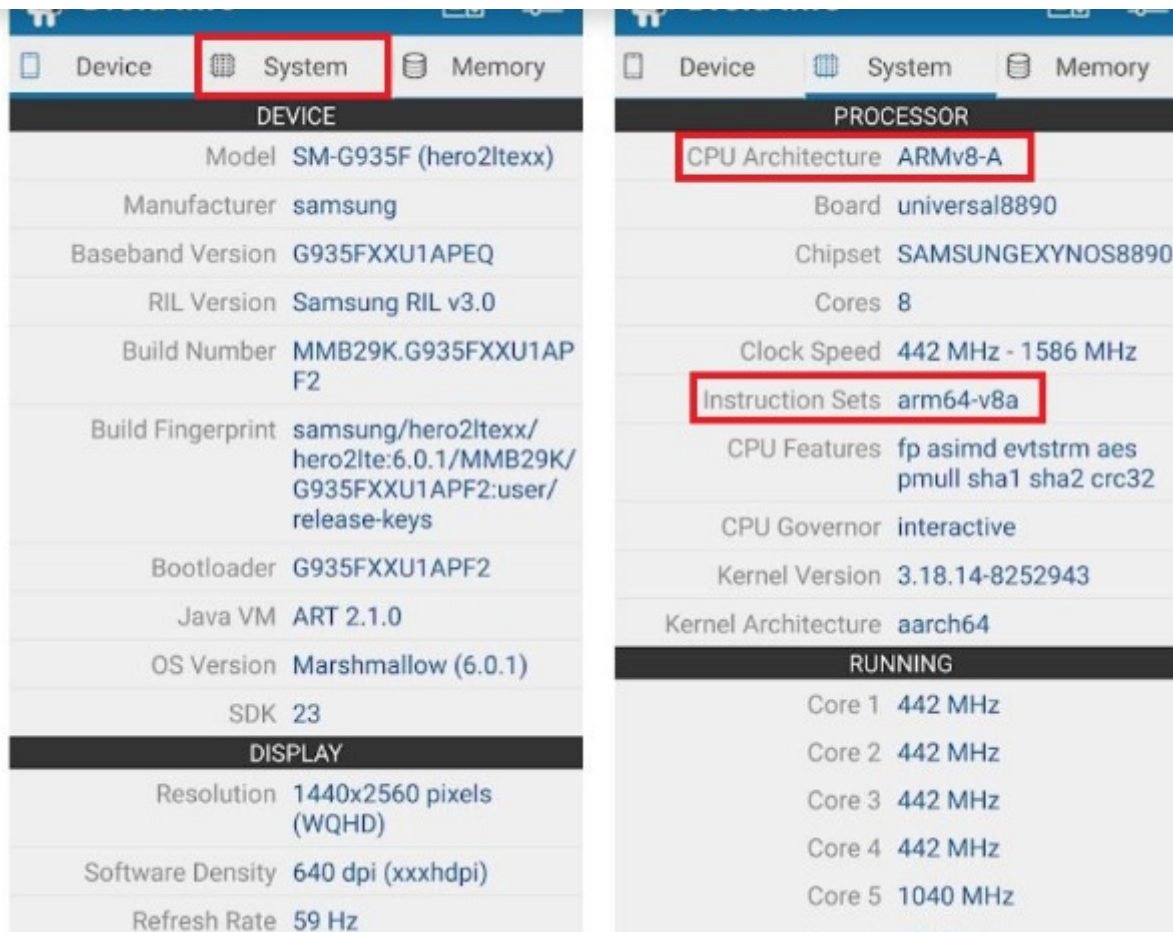 Device System Memory
DEVICE
Model SM-G935F (hero2ltexx)
Manufacturer samsung
Baseband Version G935FXXU1APEQ
RIL Version Samsung RIL v3.0
Build Number MMB29K.G935FXXU1AP
F2
Build Fingerprint samsung/hero2ltexx/
hero2lte:6.0.1/MMB29K/
G935FXXU1APF2:user/
release-keys
Bootloader G935FXXU1APF2
Java VM ART 2.1.0
OS Version Marshmallow (6.0.1)
SDK 23
DISPLAY
Resolution 1440x2560 pixels
(WQHD)
Software Density 640 dpi (xxxhdpi)
Refresh Rate 59 Hz
Device System Memory
PROCESSOR
CPU Architecture ARMv8-A
Board universal8890
Chipset SAMSUNGEXYNOS8890
Cores 8
Clock Speed 442 MHz - 1586 MHz
Instruction Sets arm64-v8a
CPU Features fp asimd evtstrm aes
pmull sha1 sha2 crc32
CPU Governor interactive
Kernel Version 3.18.14-8252943
Kernel Architecture aarch64
RUNNING
Core 1 442 MHz
Core 2 442 MHz
Core 3 442 MHz
Core 4 442 MHz
Core 5 1040 MHz